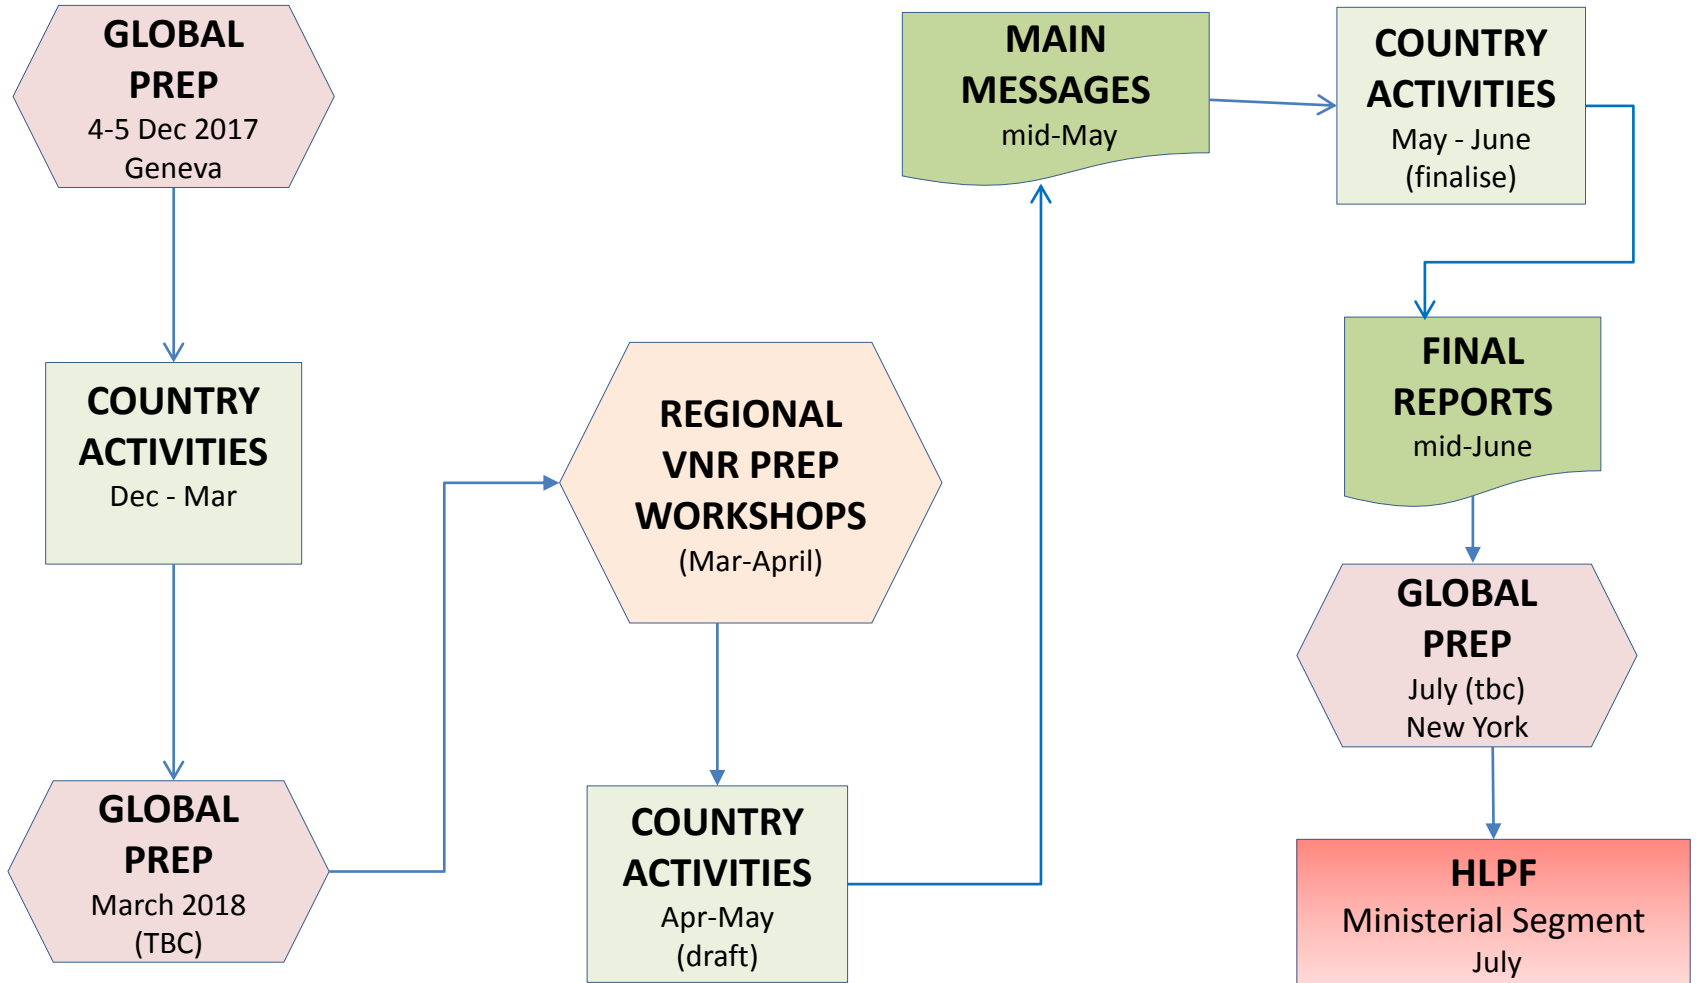 GLOBAL
PREP
4-5 Dec 2017
Geneva
COUNTRY
ACTIVITIES
Dec - Mar
GLOBAL
PREP
March 2018
(TBC)
REGIONAL
VNR PREP
WORKSHOPS
(Mar-April)
COUNTRY
ACTIVITIES
Apr-May
(draft)
MAIN
MESSAGES
mid-May
COUNTRY
ACTIVITIES
May - June
(finalise)
FINAL
REPORTS
mid-June
GLOBAL
PREP
July (tbc)
New York
HLPF
Ministerial Segment
July